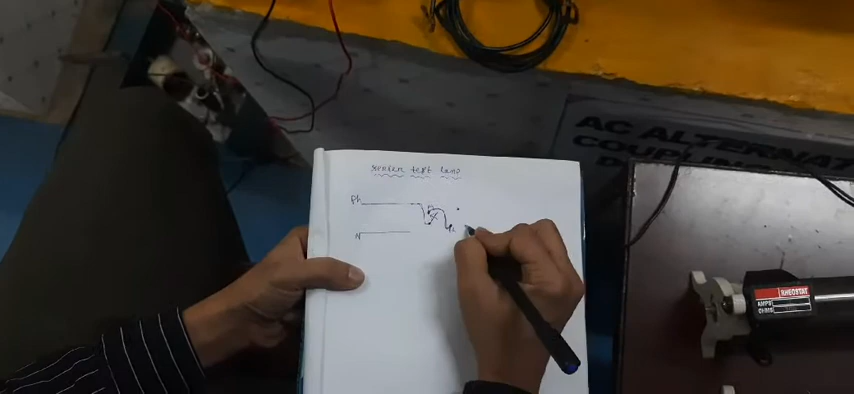 series test lamp
Ph
N
AC ALTERNAT
COUPLING
RHEOSTAT
AMPS
OHMS